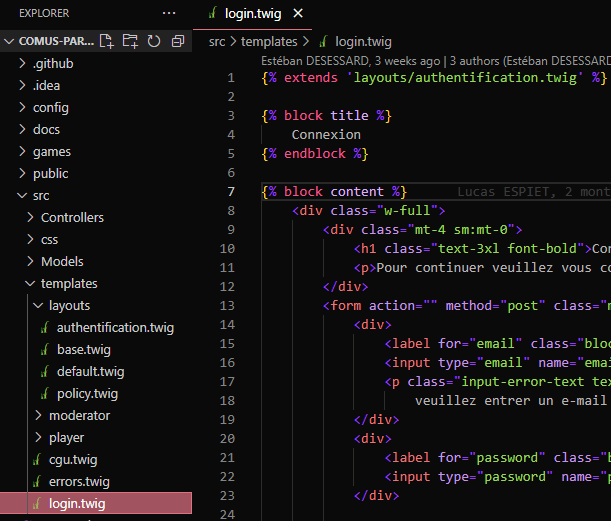 EXPLORER ···
COMUS-PAR...
.github
.idea
config
docs
games
public
src
Controllers
css
Models
templates
layouts
authentification.twig
base.twig
default.twig
policy.twig
moderator
player
cgu.twig
errors.twig
login.twig
login.twig ×
src > templates > login.twig
Estéban DESESSARD, 3 weeks ago | 3 authors (Estéban DESESSARD
1 {% extends 'layouts/authentification.twig' %}
2
3 {% block title %}
4 Connexion
5 {% endblock %}
6
7 {% block content %} Lucas ESPIET, 2 mont
8 <div class="w-full">
9 <div class="mt-4 sm:mt-0">
10 <h1 class="text-3xl font-bold">Con
11 <p>Pour continuer veuillez vous co
12 </div>
13 <form action="" method="post" class="m
14 <div>
15 <label for="email" class="bloc
16 <input type="email" name="emai
17 <p class="input-error-text tex
18 veuillez entrer un e-mail
19 </div>
20 <div>
21 <label for="password" class="b
22 <input type="password" name="p
23 </div>
24